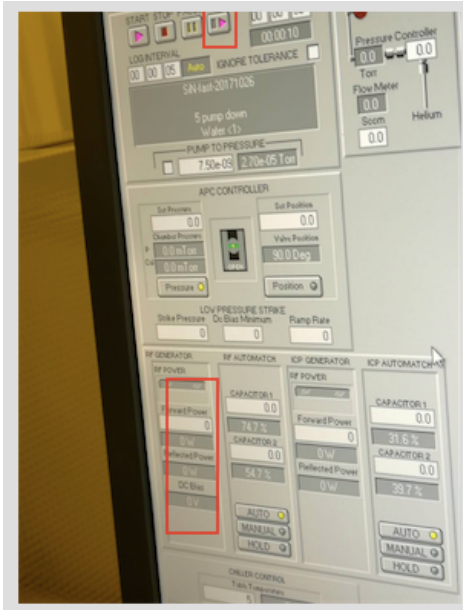 START STOP
00:00:10
LOG INTERVAL
00 00 05 Auto IGNORE TOLERANCE
SiN-last-20171026
5 pump down
Wafer <1>
PUMP TO PRESSURE
7.50e-09 2.70e-05 Torr
Pressure Controller
0.0 0.0
Torr
Flow Meter
0.0
Sccm Helium
0.0
APC CONTROLLER
Set Pressure Set Position
0.0 0.0
Chamber Pressure Valve Position
P 0.0 mTorr 90.0 Deg
0.0 mTorr
OPEN
Pressure Position
LOW PRESSURE STRIKE
Strike Pressure Dc Bias Minimum Ramp Rate
0 0 0
RF GENERATOR RF AUTOMATCH ICP GENERATOR ICP AUTOMATCH
RF POWER RF POWER
CAPACITOR 1 CAPACITOR 1
0.0 0.0
Forward Power Forward Power
0 74.7 % 0 31.6 %
0 W CAPACITOR 2 0 W CAPACITOR 2
0.0 0.0
Reflected Power Reflected Power
0 W 54.7 % 0 W 39.7 %
DC Bias
0 V
AUTO AUTO
MANUAL MANUAL
HOLD HOLD
CHILLER CONTROL
Table Temperature
5